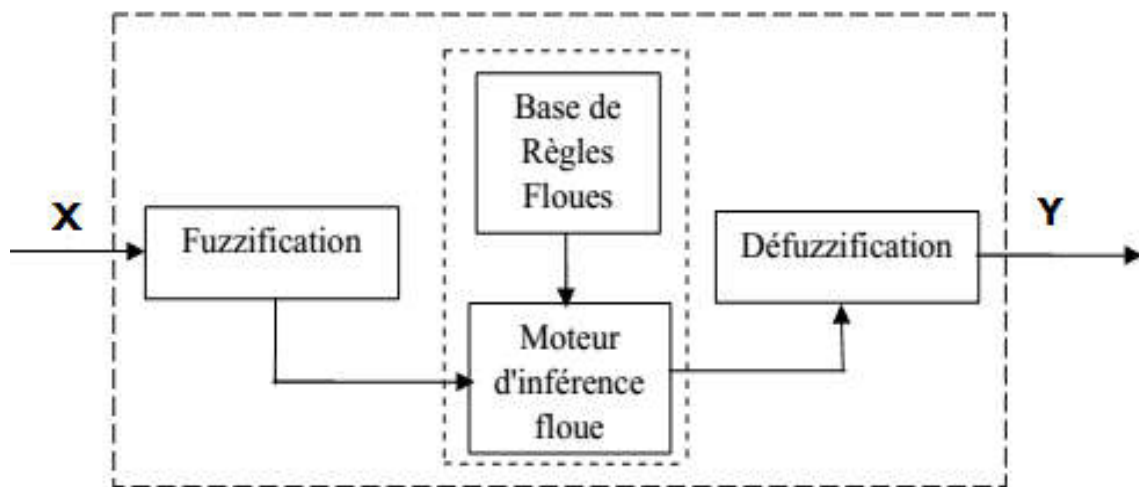 X
Fuzzification
Base de
Règles
Floues
Moteur
d'inférence
floue
Défuzzification
Y